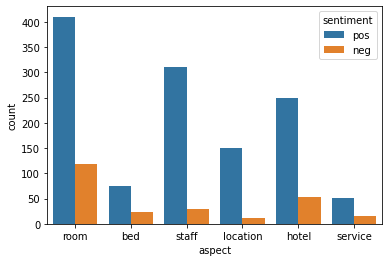 sentiment
pos
neg
400
350
300
250
200
150
100
50
0
count
room bed staff location hotel service
aspect